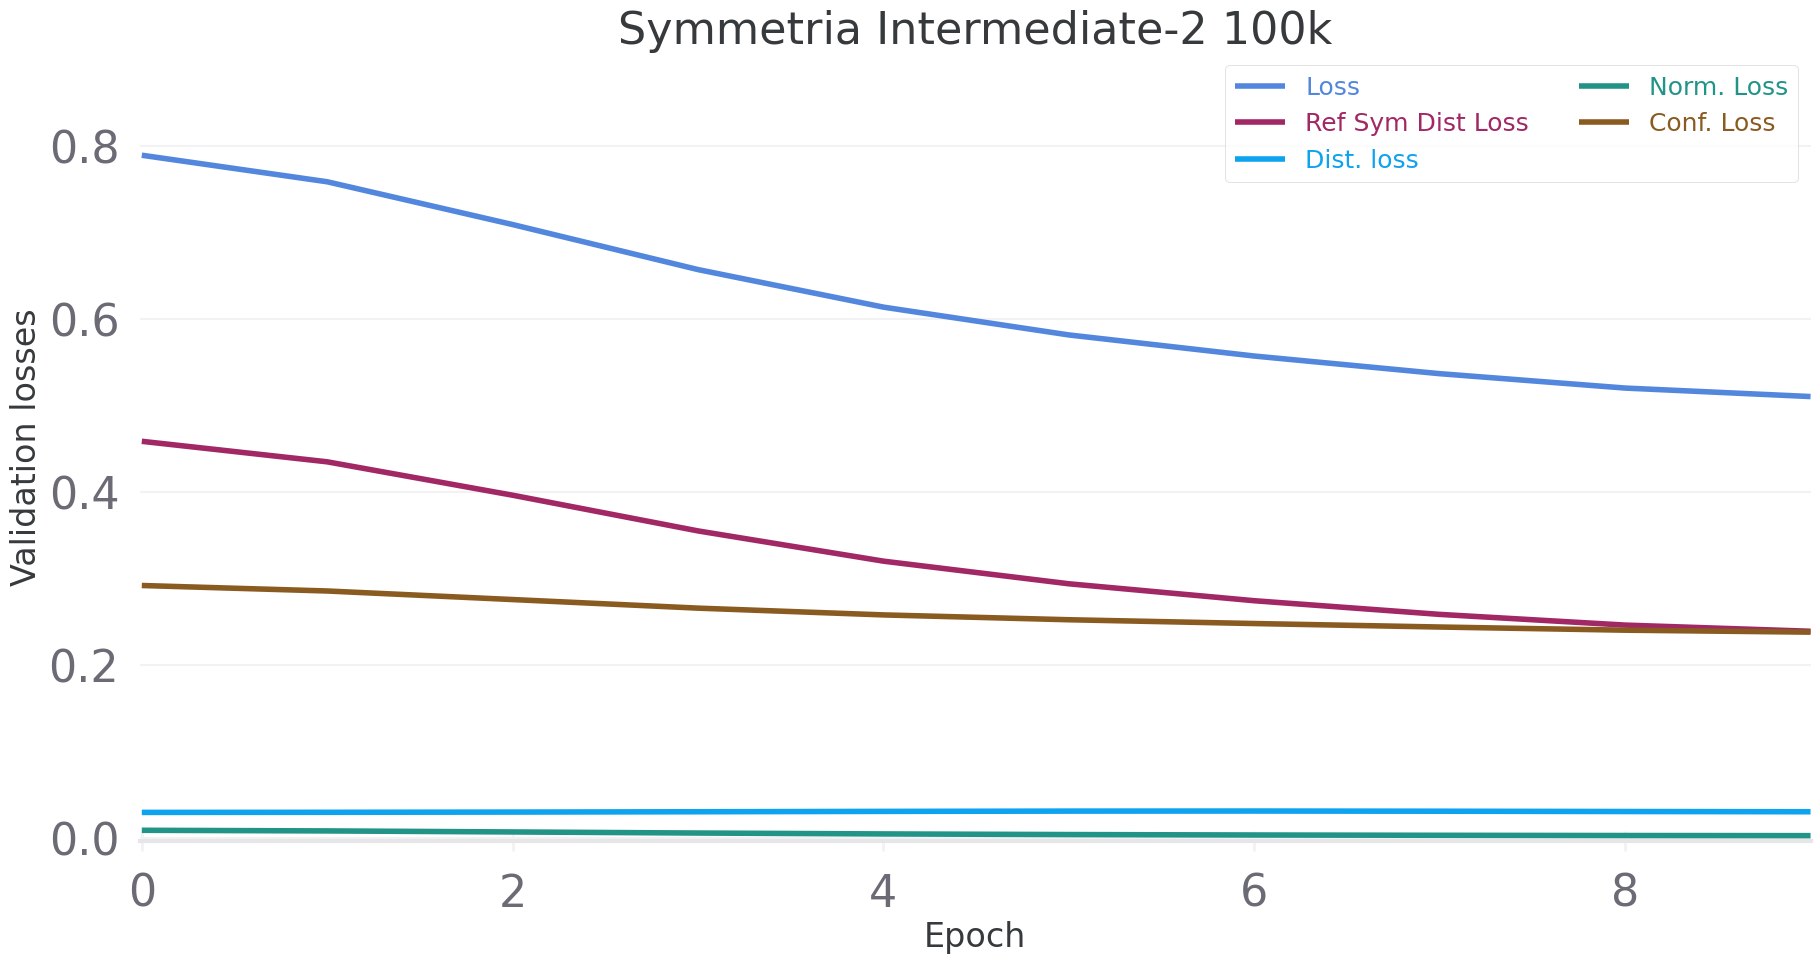 Symmetria Intermediate-2 100k
Loss
Ref Sym Dist Loss
Dist. loss
Norm. Loss
Conf. Loss
Validation losses
0.8
0.6
0.4
0.2
0.0
0 2 4 6 8
Epoch